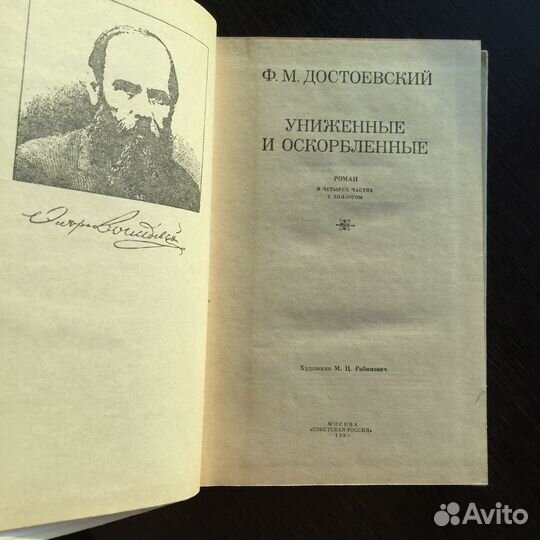 Ф. М. ДОСТОЕВСКИЙ
УНИЖЕННЫЕ
И ОСКОРБЛЕННЫЕ
РОМАН
В ЧЕТЫРЕХ ЧАСТЯХ
С ЭПИЛОГОМ
Художник М. Ц. Рабинович
МОСКВА
«СОВЕТСКАЯ РОССИЯ»
Avito